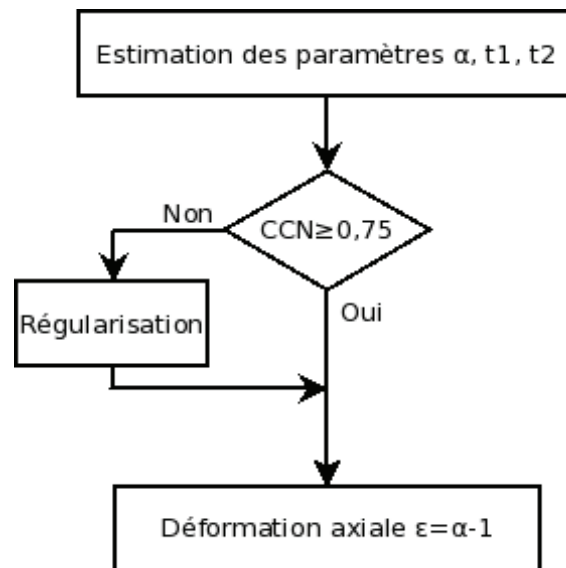 Estimation des paramètres α, t1, t2
Non
CCN≥0,75
Oui
Régularisation
Déformation axiale ε=α-1